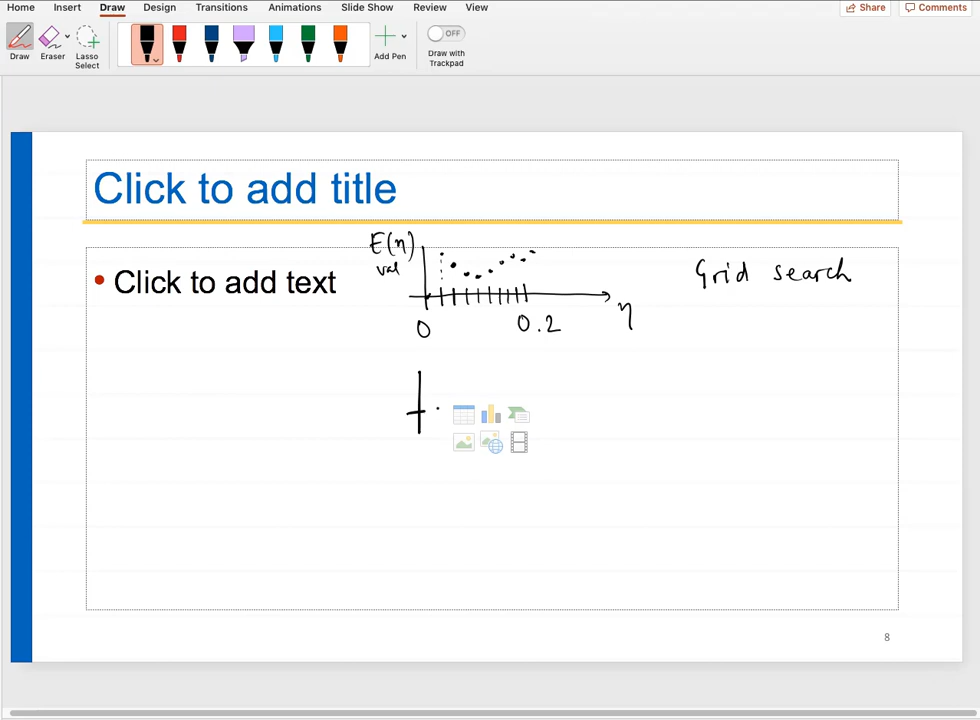 Home Insert Draw Design Transitions Animations Slide Show Review View Share Comments
Draw Eraser Lasso Select Add Pen OFF Draw with Trackpad
Click to add title
E(η) val
• Click to add text
Grid search
0 0.2 η
8